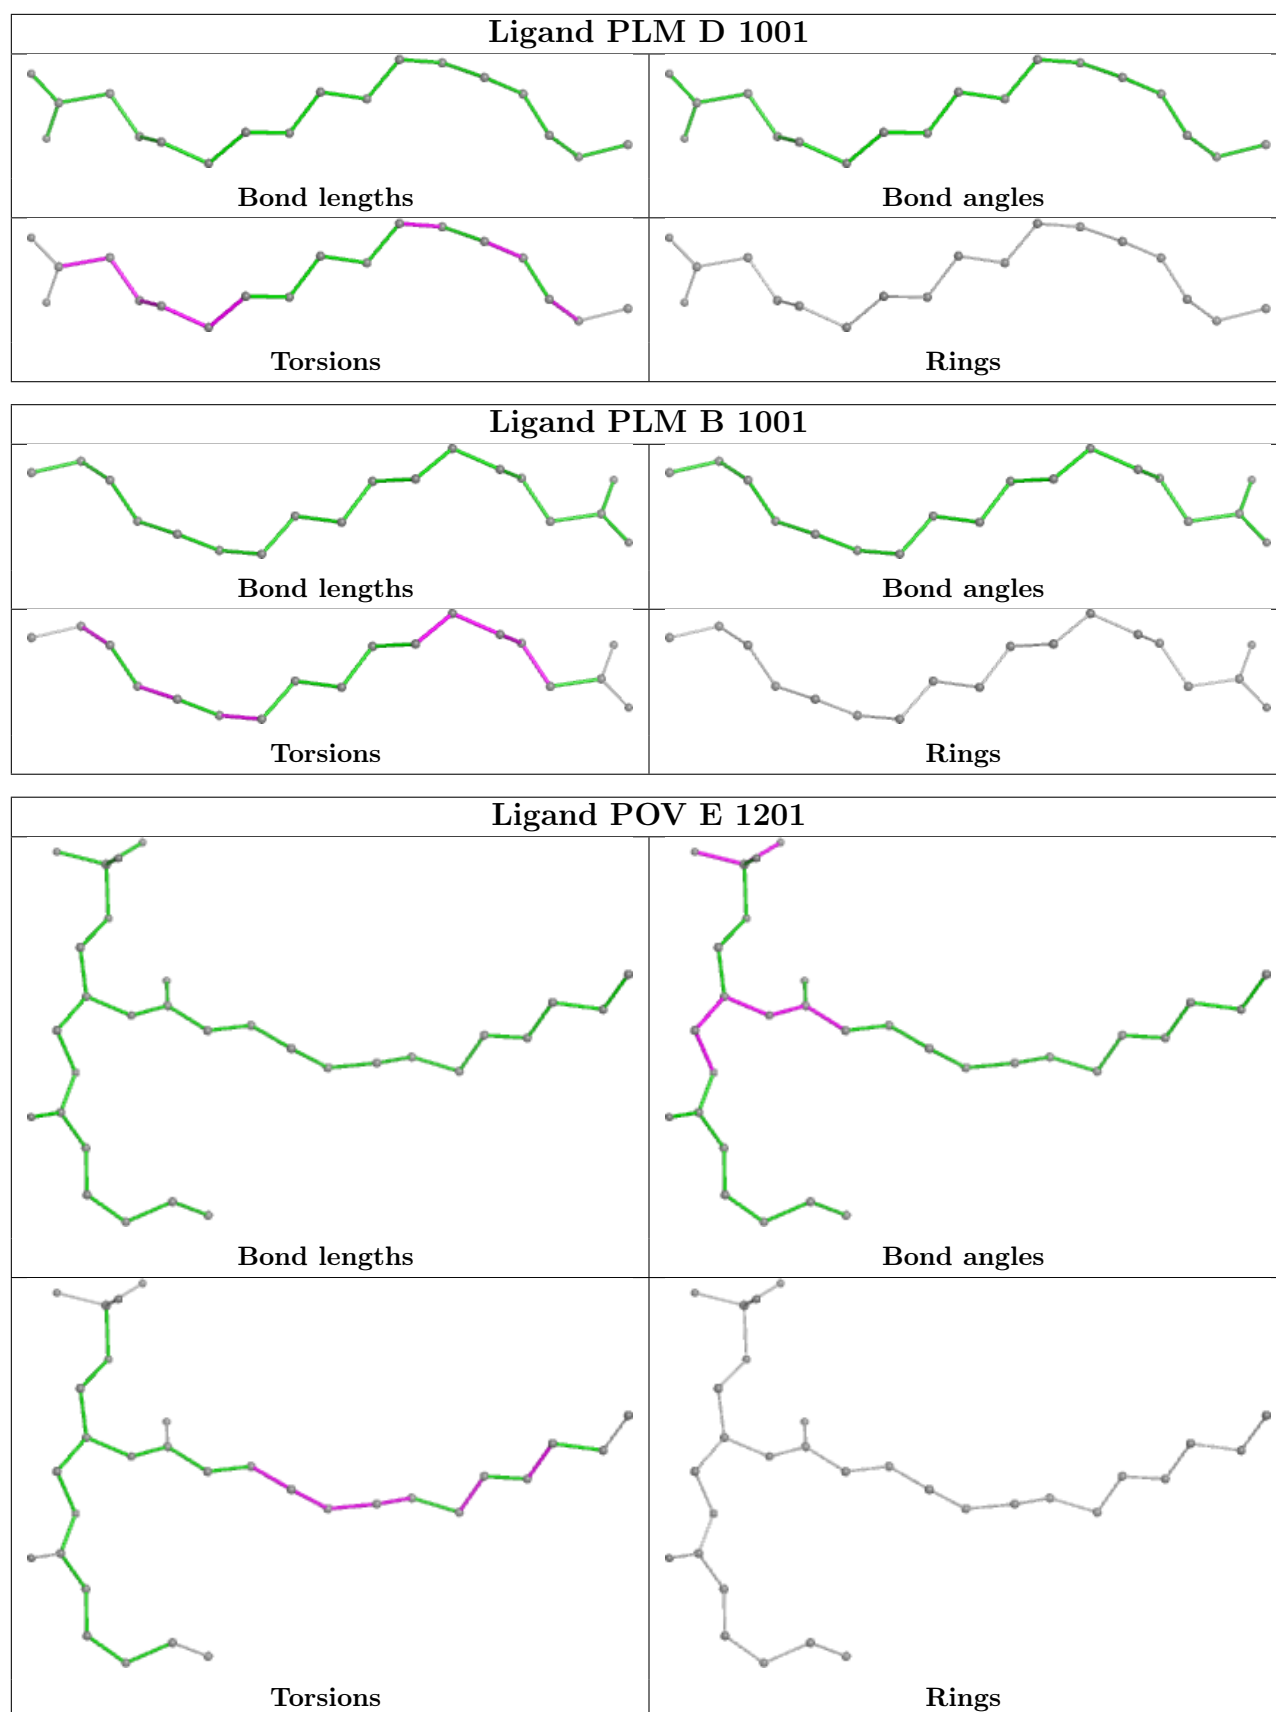 Ligand PLM D 1001
Bond lengths
Bond angles
Torsions
Rings
Ligand PLM B 1001
Bond lengths
Bond angles
Torsions
Rings
Ligand POV E 1201
Bond lengths
Bond angles
Torsions
Rings